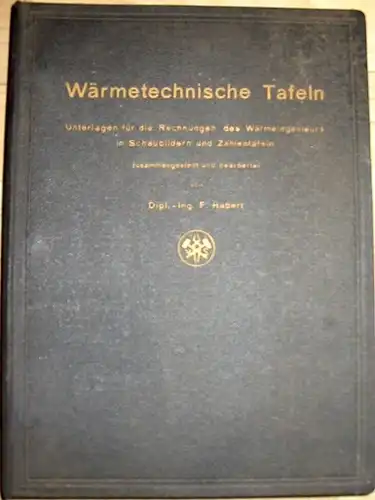 Wärmetechnische Tafeln
Unterlagen für die Rechnungen des Wärmeingenieurs
in Schaubildern und Zahlentafeln
zusammengestellt und bearbeitet
von
Dipl.-Ing. F. Habert